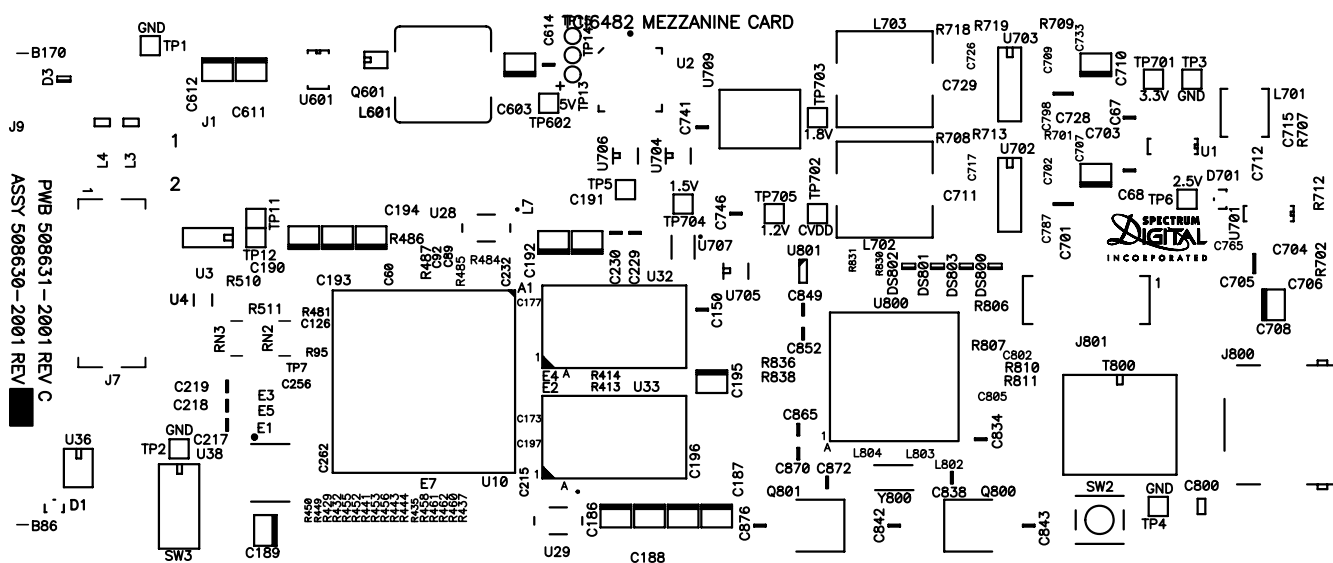 TCI6482 MEZZANINE CARD
GND
TP1
B170
D3
C612
C611
J1
U601
Q601
L601
C603
C614
TP15
TP14
TP13
5V
TP602
U2
U709
C741
TP703
1.8V
L703
R718
R719
C726
C729
U703
R709
C709
C733
C710
TP701
3.3V
TP3
GND
L701
C715
R707
C798
C728
C67
C703
J9
L4
L3
1
2
U706
U704
TP5
C191
1.5V
TP704
C746
TP705
1.2V
TP702
CVDD
R708
R713
C717
C711
L702
U702
R701
C702
C707
C68
C787
C701
U1
C712
2.5V
TP6
D701
U701
C765
R712
SPECTRUM
DIGITAL
INCORPORATED
C704
R702
C705
C706
C708
PWB 508631-2001 REV C
ASSY 508630-2001 REV
1
J7
TP11
TP12
C190
C194
R486
C193
C60
U28
L7
R487
C92
C89
R485
R484
C232
C192
C230
C229
U707
U705
U801
C849
R831
R830
DS802
DS801
DS803
DS800
U3
R510
U4
R511
RN3
RN2
R481
C126
R95
TP7
C256
A1
C177
U32
C150
1
A
E4
E2
R414
R413
U33
C195
C852
R836
R838
U800
R806
1
J801
R807
C802
R810
R811
C805
T800
J800
C219
C218
C217
E3
E5
E1
U36
D1
B86
GND
TP2
U38
SW3
C189
C262
E7
U10
C173
C197
C215
1
A
C196
R450
R449
R429
R432
R455
R452
R441
R453
R456
R443
R444
R435
R458
R461
R462
R460
R437
U29
C186
C188
C187
C876
C865
C870
C872
1
A
Q801
L804
L803
Y800
C842
L802
C838
C834
Q800
C843
SW2
GND
TP4
C800